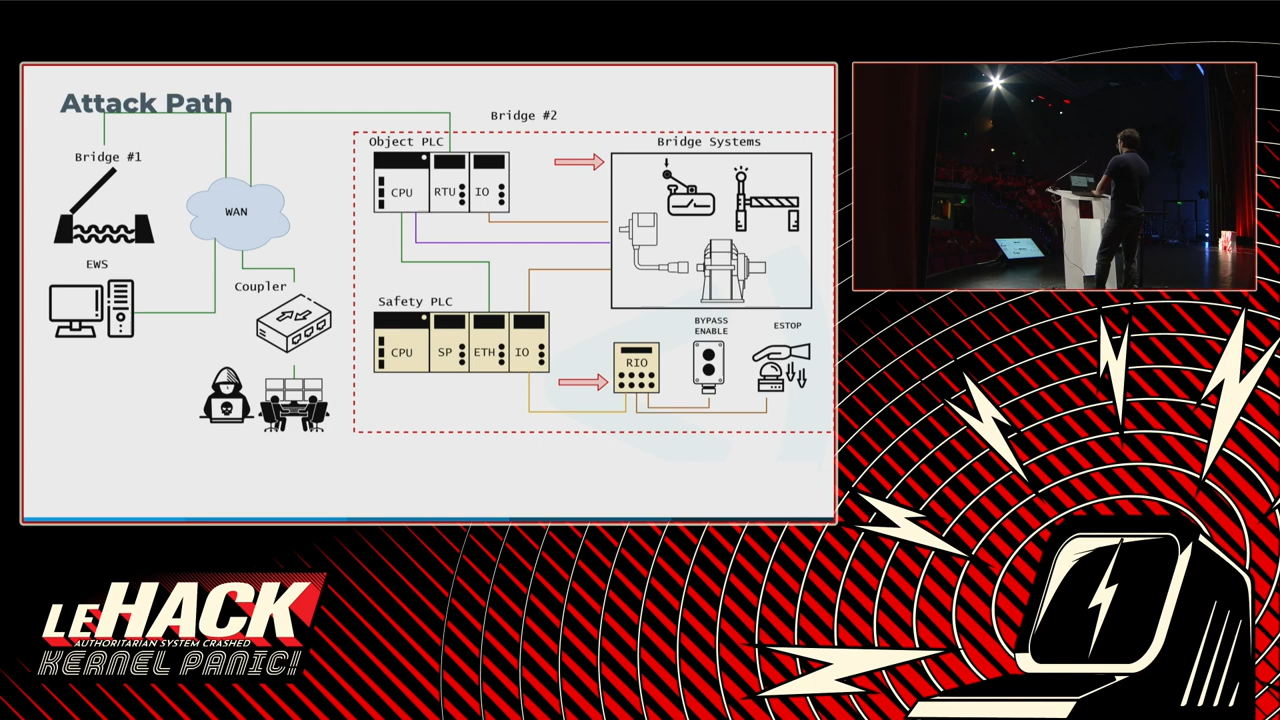 Attack Path
Bridge #1
WAN
EWS
Coupler
Bridge #2
Object PLC
CPU
RTU
IO
Bridge Systems
Safety PLC
CPU
SP
ETH
IO
RIO
BYPASS
ENABLE
ESTOP
LEHACK
AUTHORITARIAN SYSTEM CRASHED
KERNEL PANIC!